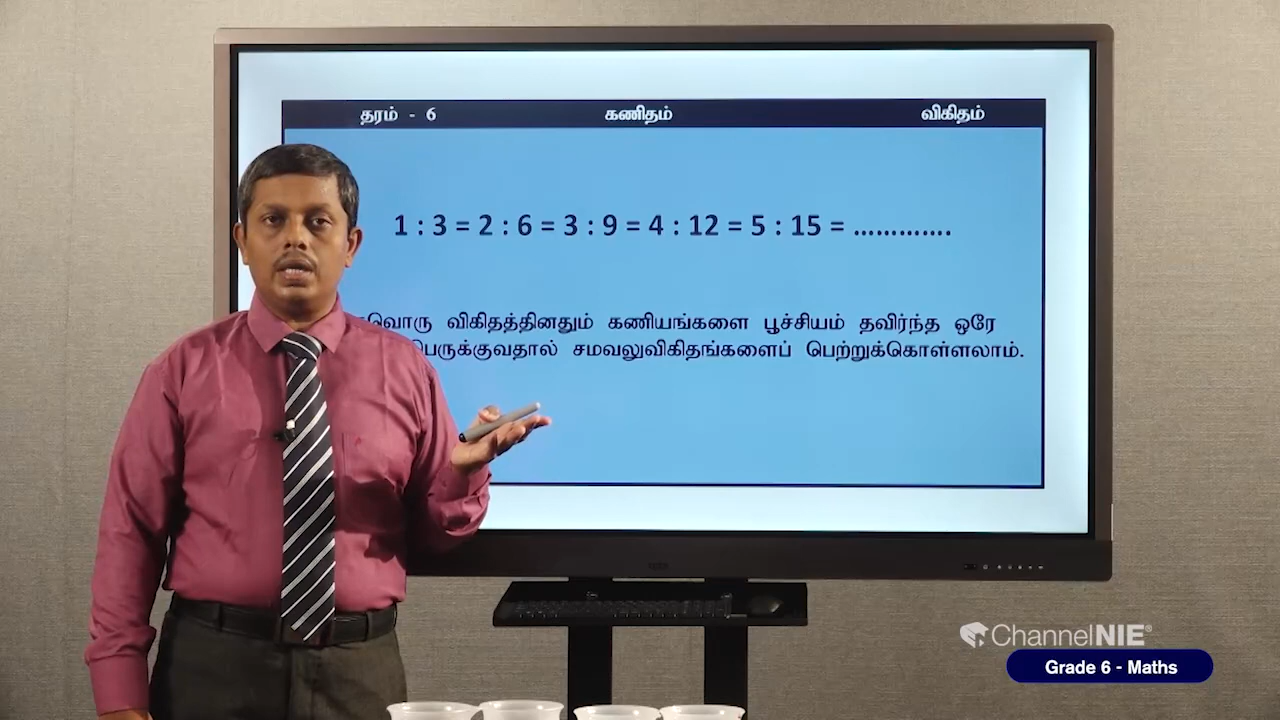 தரம் - 6 கணிதம் விகிதம்
1 : 3 = 2 : 6 = 3 : 9 = 4 : 12 = 5 : 15 = ………….
விகிதத்தினதும் கணியங்களை பூச்சியம் தவிர்ந்த ஒரே
சமவலுவிகிதங்களைப் பெற்றுக்கொள்ளலாம்.
ChannelNIE®
Grade 6 - Maths